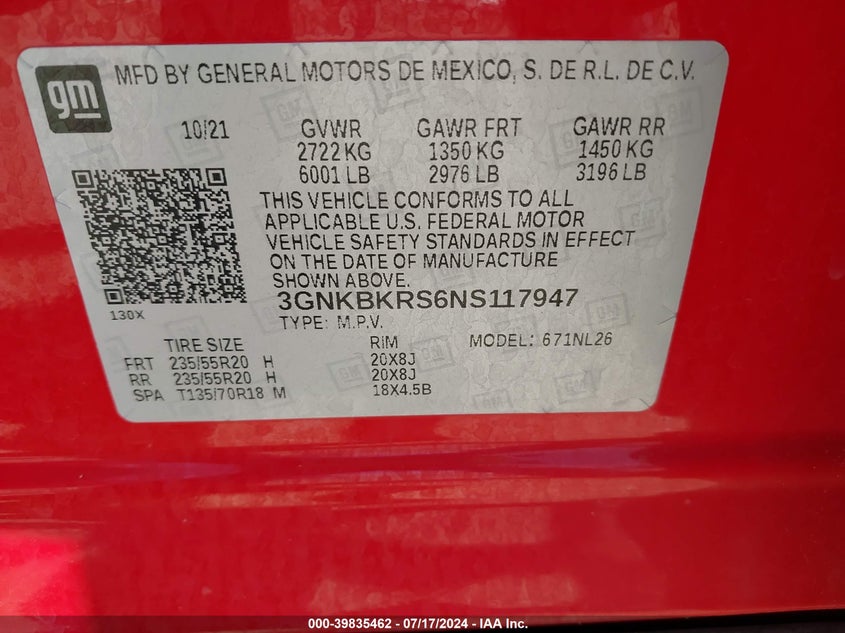 gm
MFD BY GENERAL MOTORS DE MEXICO, S. DE R.L. DE C.V.
10/21 GVWR GAWR FRT GAWR RR
2722 KG 1350 KG 1450 KG
6001 LB 2976 LB 3196 LB
THIS VEHICLE CONFORMS TO ALL
APPLICABLE U.S. FEDERAL MOTOR
VEHICLE SAFETY STANDARDS IN EFFECT
ON THE DATE OF MANUFACTURE
SHOWN ABOVE.
130X
3GNKBKRS6NS117947
TYPE: M.P.V. MODEL: 671NL26
TIRE SIZE RIM
FRT 235/55R20 H 20X8J
RR 235/55R20 H 20X8J
SPA T135/70R18 M 18X4.5B
000-39835462 - 07/17/2024 - IAA Inc.